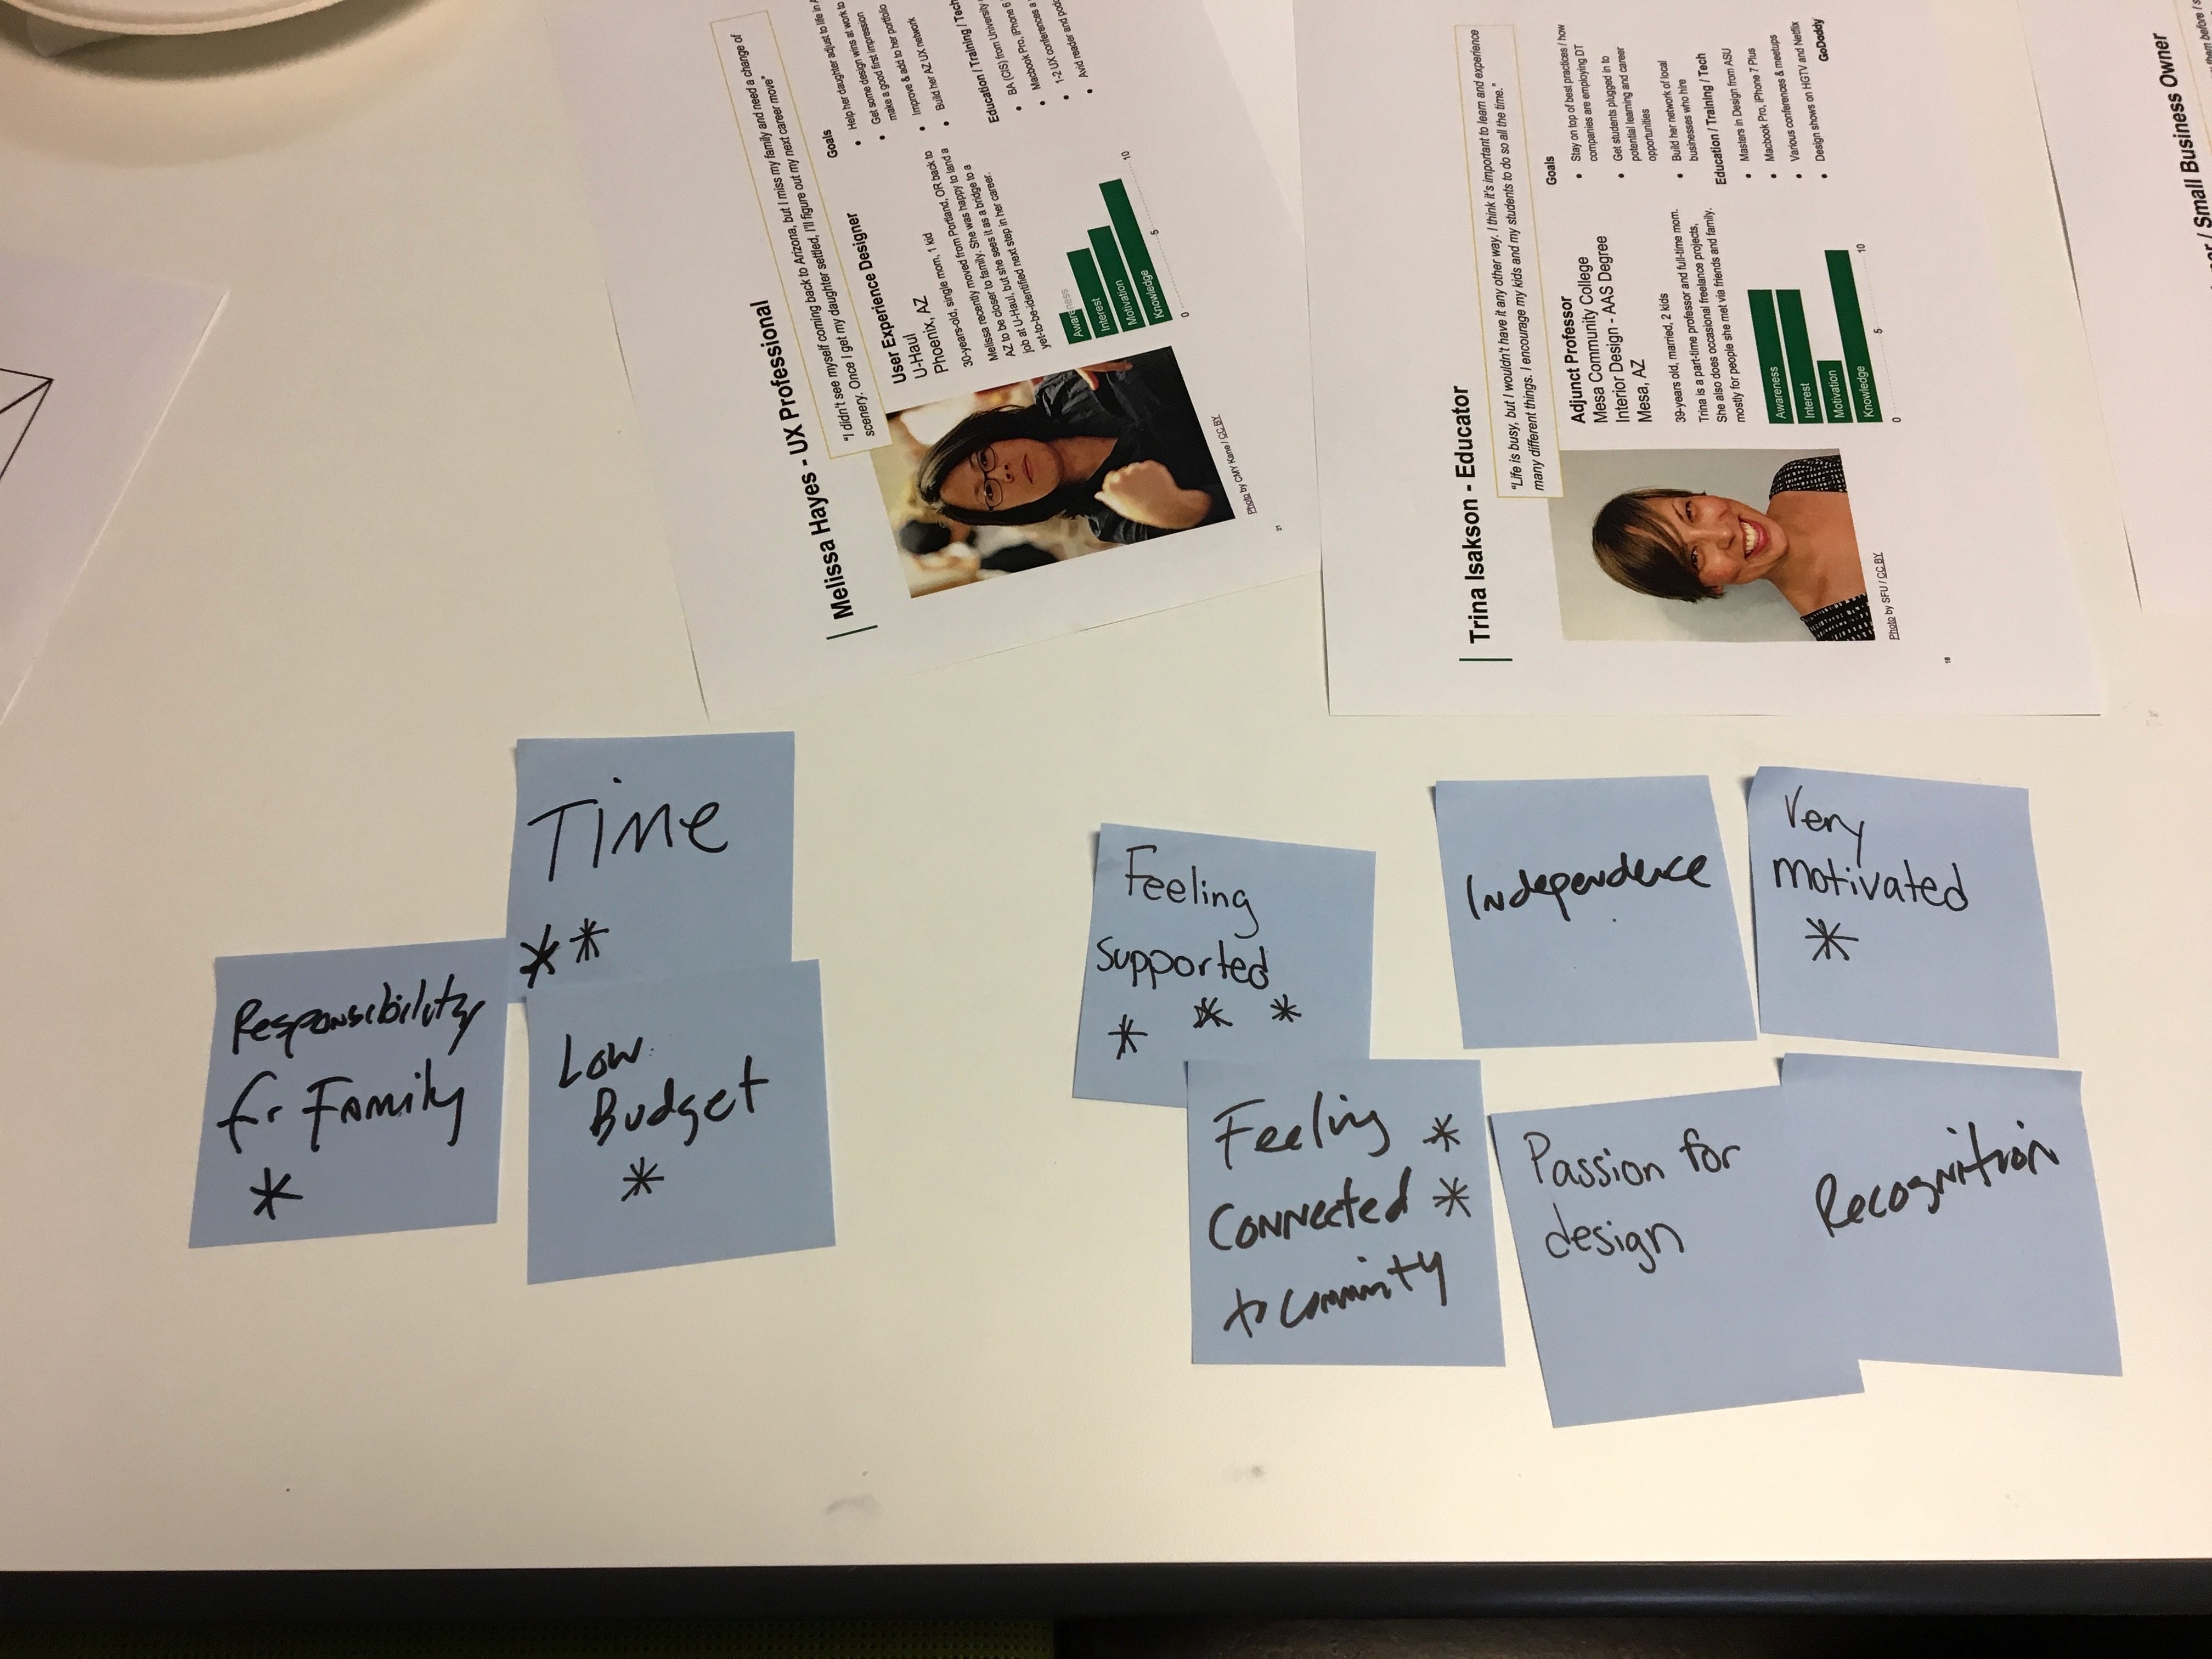 Melissa Hayes - UX Professional
"I didn't see myself coming back to Arizona, but I miss my family and need a change of
scenery. Once I get my daughter settled, I'll figure out my next career move"
User Experience Designer
U-Haul
Phoenix, AZ
30-years-old, single mom, 1 kid
Melissa recently moved from Portland, OR back to
AZ to be closer to family. She was happy to land a
job at U-Haul, but she sees it as a bridge to a
yet-to-be-identified next step in her career.
Awareness
Interest
Motivation
Knowledge
0
5
10
Goals
• Help her daughter adjust to life in
• Get some design wins at work to
make a good first impression
• Improve & add to her portfolio
• Build her AZ UX network
Education / Training / Tech
• BA (CIS) from University
• Macbook Pro, iPhone 6
• 1-2 UX conferences a
• Avid reader and
Photo by CMY Kane / CC BY
21
Trina Isakson - Educator
"Life is busy, but I wouldn't have it any other way. I think it's important to learn and experience
many different things. I encourage my kids and my students to do so all the time."
Adjunct Professor
Mesa Community College
Interior Design - AAS Degree
Mesa, AZ
39-years old, married, 2 kids
Trina is a part-time professor and full-time mom.
She also does occasional freelance projects,
mostly for people she met via friends and family.
Awareness
Interest
Motivation
Knowledge
0
5
10
Goals
• Stay on top of best practices / how
companies are employing DT
• Get students plugged in to
potential learning and career
opportunities
• Build her network of local
businesses who hire
Education / Training / Tech
• Masters in Design from ASU
• Macbook Pro, iPhone 7 Plus
• Various conferences & meetups
• Design shows on HGTV and Netflix
GoDaddy
Photo by SFU / CC BY
/ Small Business Owner
Time
**
Responsibility
for Family
*
Low
Budget
*
Feeling
supported
* * *
Independence
Very
motivated
*
Feeling *
Connected *
to commnity
Passion for
design
Recognition